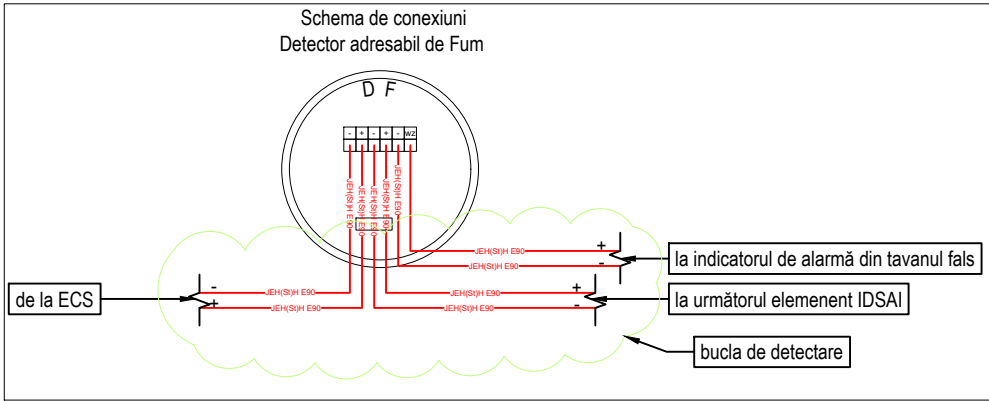 Schema de conexiuni
Detector adresabil de Fum
D F
- + - + - WZ
JEH(St)H E90
JEH(St)H E90
JEH(St)H E90
JEH(St)H E90
JEH(St)H E90
JEH(St)H E90
+
JEH(St)H E90
-
la indicatorul de alarmă din tavanul fals
de la ECS
-
JEH(St)H E90
+
JEH(St)H E90
JEH(St)H E90
+
JEH(St)H E90
-
la următorul elemenent IDSAI
bucla de detectare